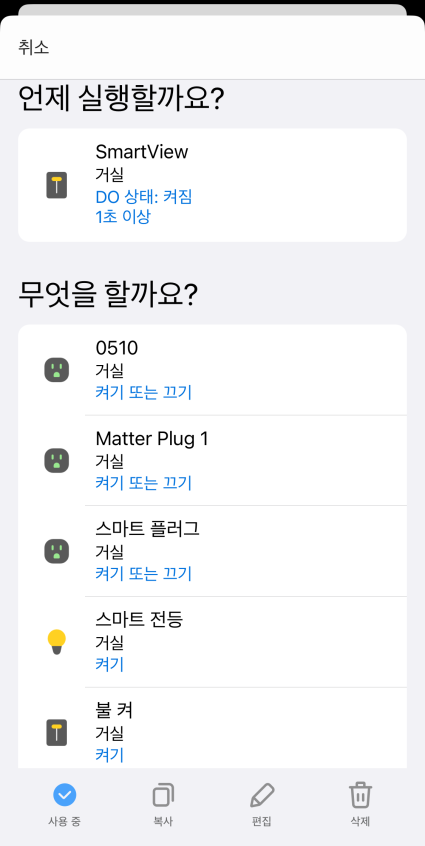 취소
언제 실행할까요?
SmartView
거실
DO 상태: 켜짐
1초 이상
무엇을 할까요?
0510
거실
켜기 또는 끄기
Matter Plug 1
거실
켜기 또는 끄기
스마트 플러그
거실
켜기 또는 끄기
스마트 전등
거실
켜기
불 켜
거실
켜기
사용 중
복사
편집
삭제